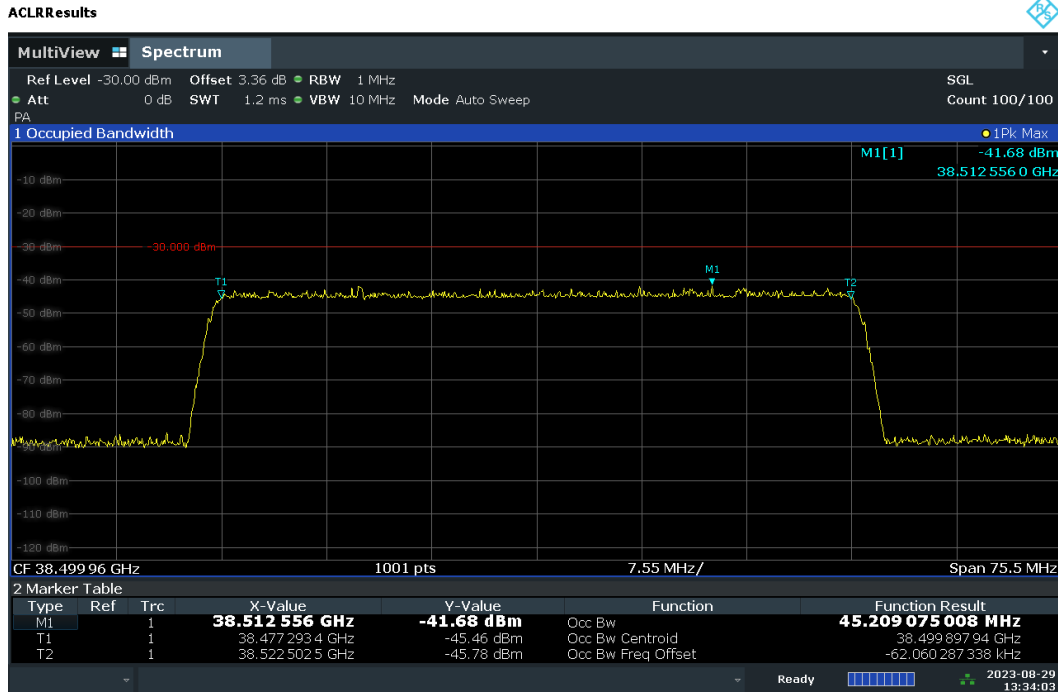 ACLRResults
R&S
MultiView Spectrum
Ref Level -30.00 dBm Offset 3.36 dB RBW 1 MHz SGL
Att 0 dB SWT 1.2 ms VBW 10 MHz Mode Auto Sweep Count 100/100
PA
1 Occupied Bandwidth 1Pk Max
M1[1] -41.68 dBm
38.512 556 0 GHz
-10 dBm
-20 dBm
-30 dBm -30.000 dBm
M1
-40 dBm T1 T2
-50 dBm
-60 dBm
-70 dBm
-80 dBm
-90 dBm
-100 dBm
-110 dBm
-120 dBm
CF 38.499 96 GHz 1001 pts 7.55 MHz/ Span 75.5 MHz
2 Marker Table
Type Ref Trc X-Value Y-Value Function Function Result
M1 1 38.512 556 GHz -41.68 dBm Occ Bw 45.209 075 008 MHz
T1 1 38.477 293 4 GHz -45.46 dBm Occ Bw Centroid 38.499 897 94 GHz
T2 1 38.522 502 5 GHz -45.78 dBm Occ Bw Freq Offset -62.060 287 338 kHz
Ready 2023-08-29
13:34:03